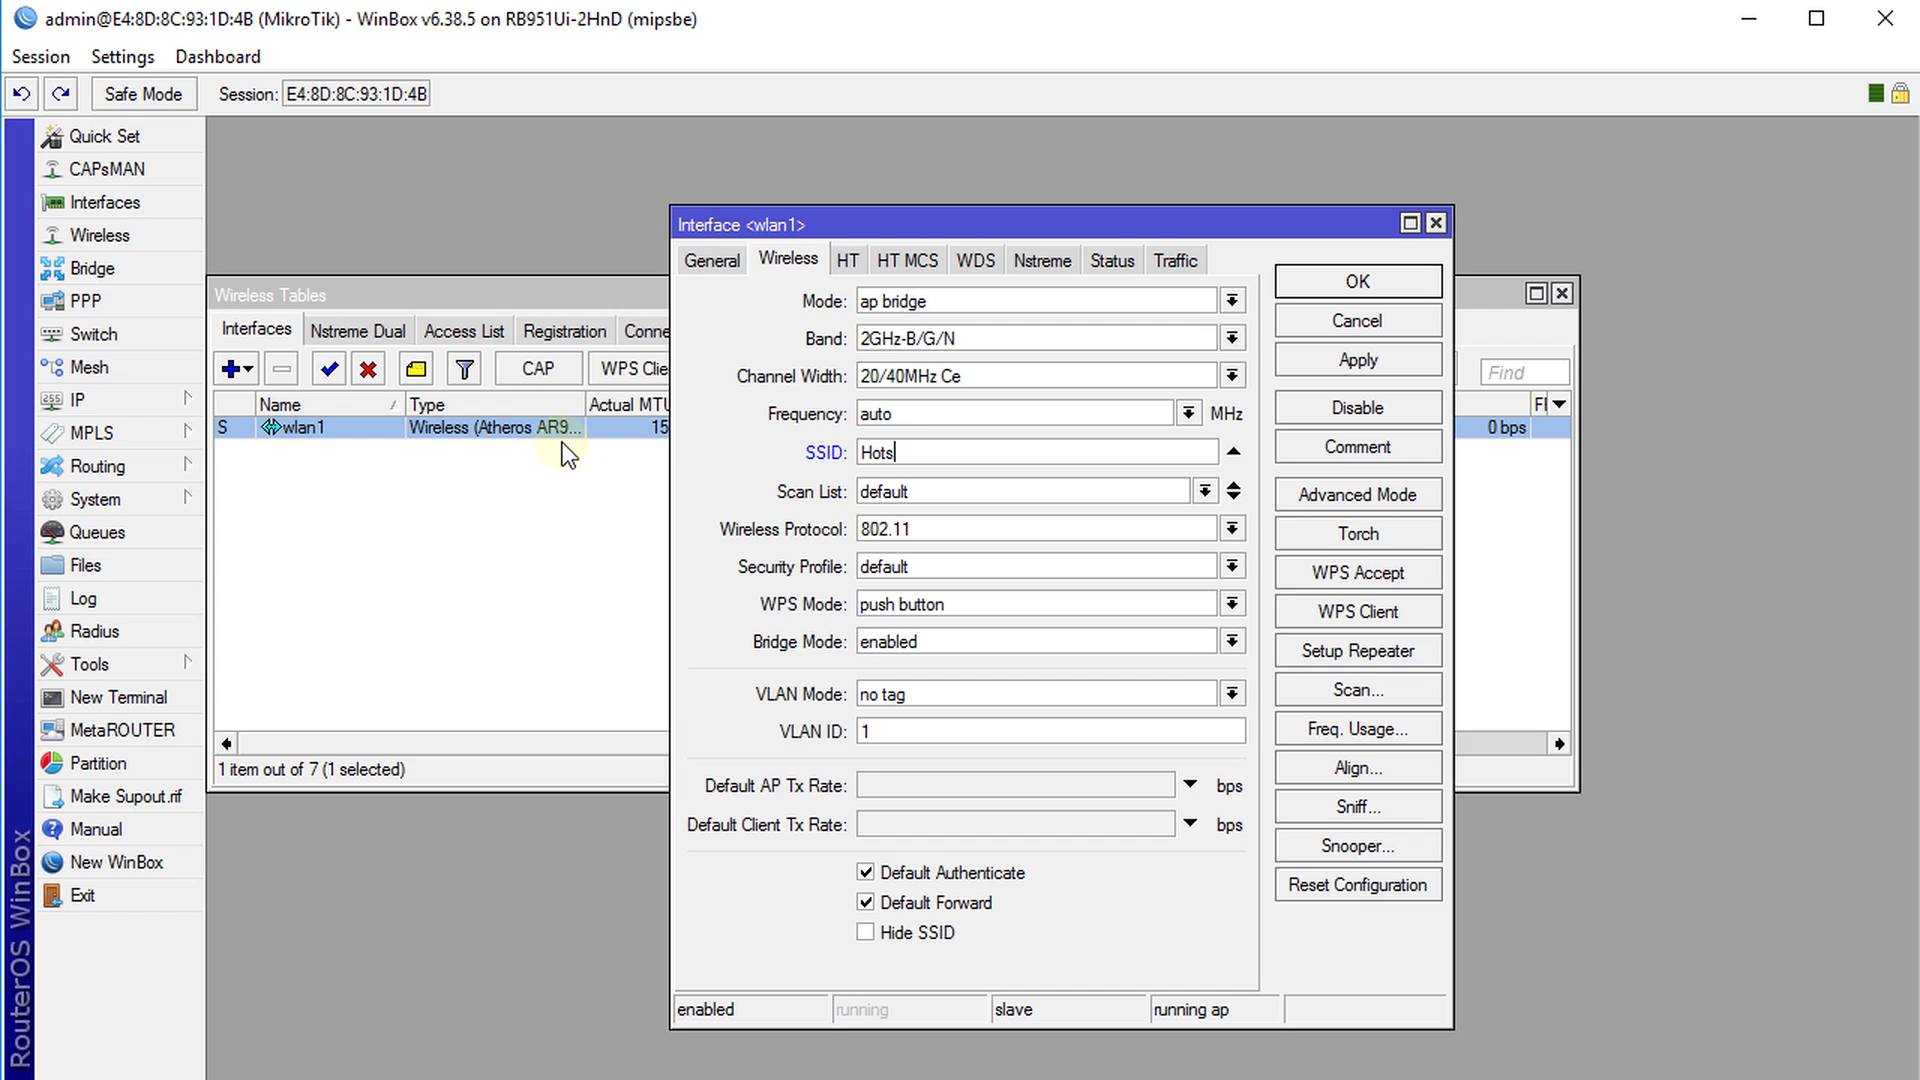 admin@E4:8D:8C:93:1D:4B (MikroTik) - WinBox v6.38.5 on RB951Ui-2HnD (mipsbe)
Session Settings Dashboard
Safe Mode Session: E4:8D:8C:93:1D:4B
RouterOS WinBox
Quick Set
CAPsMAN
Interfaces
Wireless
Bridge
PPP
Switch
Mesh
IP
MPLS
Routing
System
Queues
Files
Log
Radius
Tools
New Terminal
MetaROUTER
Partition
Make Supout.rif
Manual
New WinBox
Exit
Wireless Tables
Interfaces Nstreme Dual Access List Registration Conne
CAP WPS Clie Find
Name Type Actual MTU FI
S wlan1 Wireless (Atheros AR9... 15 0 bps
1 item out of 7 (1 selected)
Interface <wlan1>
General Wireless HT HT MCS WDS Nstreme Status Traffic
Mode: ap bridge
Band: 2GHz-B/G/N
Channel Width: 20/40MHz Ce
Frequency: auto MHz
SSID: Hots
Scan List: default
Wireless Protocol: 802.11
Security Profile: default
WPS Mode: push button
Bridge Mode: enabled
VLAN Mode: no tag
VLAN ID: 1
Default AP Tx Rate: bps
Default Client Tx Rate: bps
Default Authenticate
Default Forward
Hide SSID
OK
Cancel
Apply
Disable
Comment
Advanced Mode
Torch
WPS Accept
WPS Client
Setup Repeater
Scan...
Freq. Usage...
Align...
Sniff...
Snooper...
Reset Configuration
enabled running slave running ap